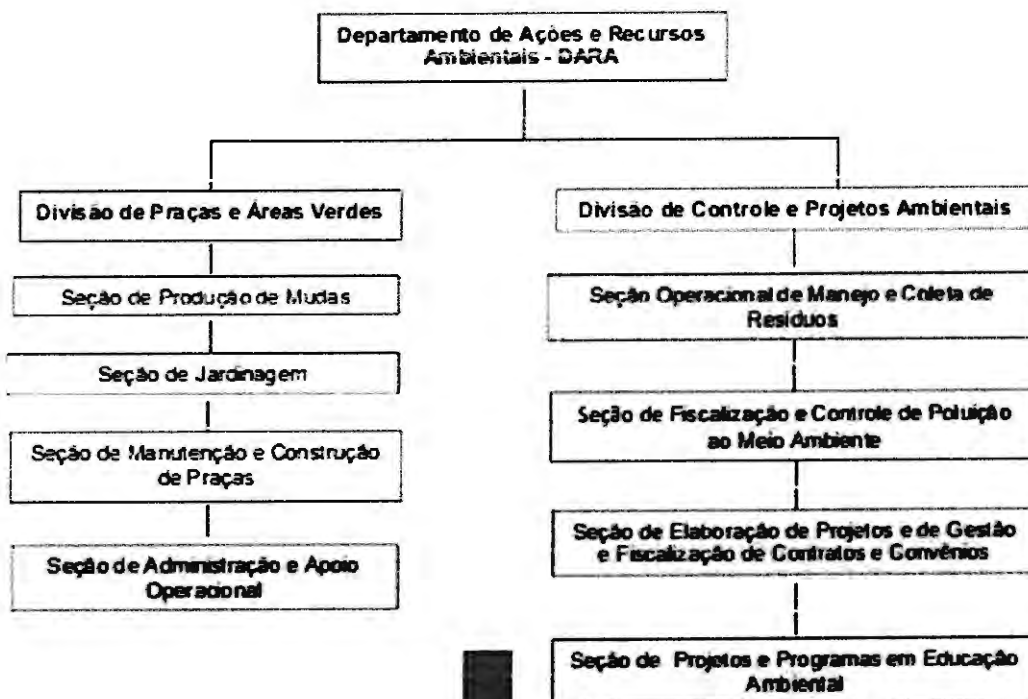 Departamento de Ações e Recursos
Ambientais - DARA
Divisão de Praças e Áreas Verdes
Seção de Produção de Mudas
Seção de Jardinagem
Seção de Manutenção e Construção
de Praças
Seção de Administração e Apoio
Operacional
Divisão de Controle e Projetos Ambientais
Seção Operacional de Manejo e Coleta de
Resíduos
Seção de Fiscalização e Controle de Poluição
ao Meio Ambiente
Seção de Elaboração de Projetos e de Gestão
e Fiscalização de Contratos e Convênios
Seção de Projetos e Programas em Educação
Ambiental